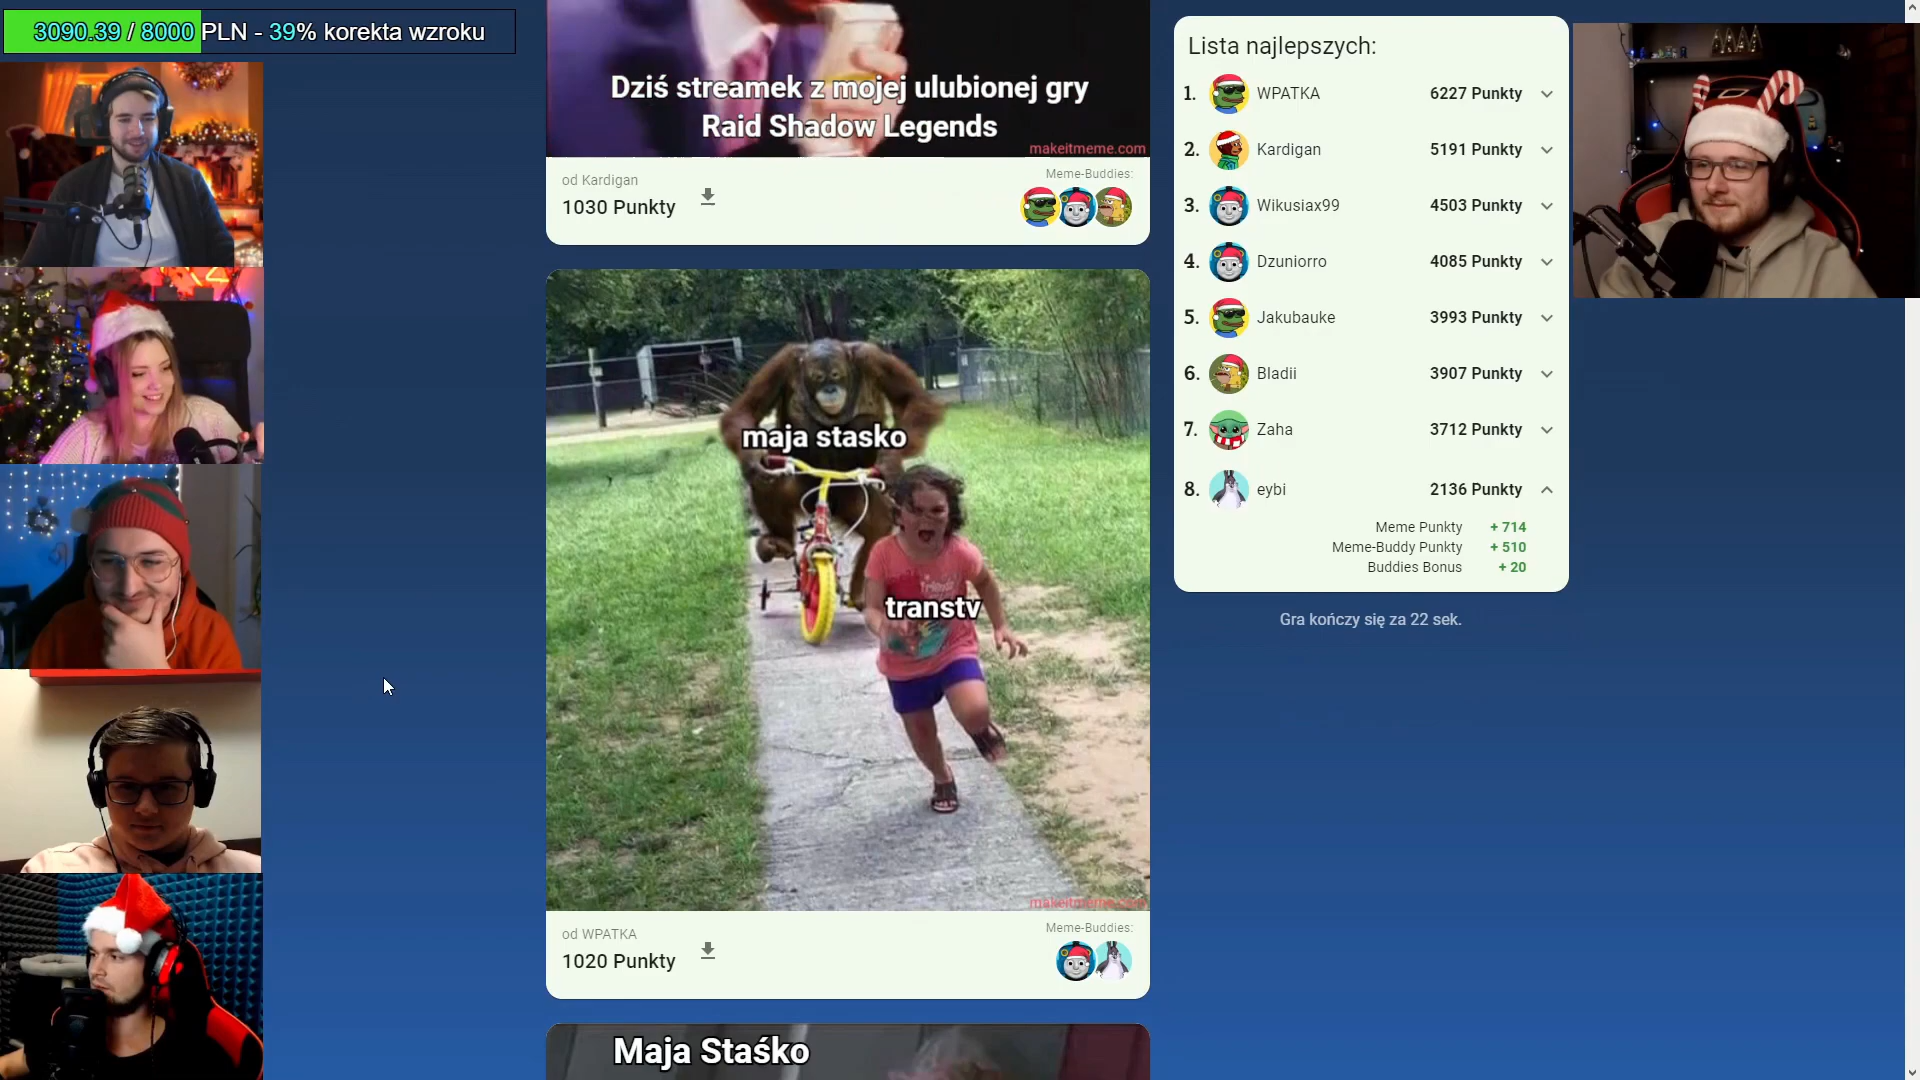 3090.39 / 8000 PLN - 39% korekta wzroku
Dziś streamek z mojej ulubionej gry
Raid Shadow Legends
makeitmeme.com
od Kardigan
1030 Punkty
Meme-Buddies:
maja stasko
transtv
makeitmeme.com
od WPATKA
1020 Punkty
Meme-Buddies:
Maja Staśko
Lista najlepszych:
1. WPATKA 6227 Punkty
2. Kardigan 5191 Punkty
3. Wikusiax99 4503 Punkty
4. Dzuniorro 4085 Punkty
5. Jakubauke 3993 Punkty
6. Bladii 3907 Punkty
7. Zaha 3712 Punkty
8. eybi 2136 Punkty
Meme Punkty + 714
Meme-Buddy Punkty + 510
Buddies Bonus + 20
Gra kończy się za 22 sek.